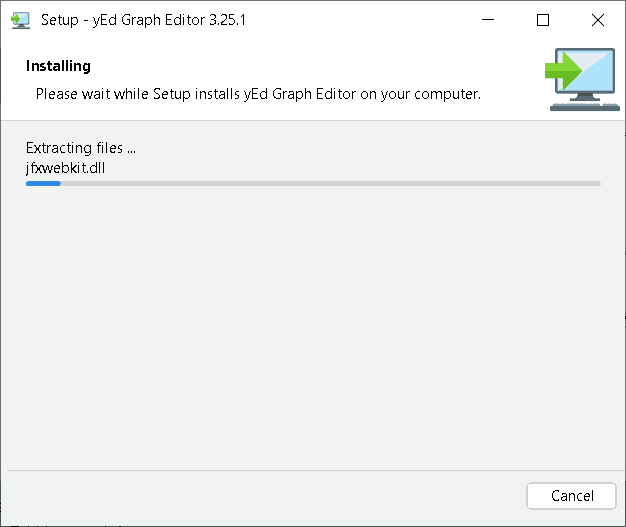 Setup - yEd Graph Editor 3.25.1
Installing
Please wait while Setup installs yEd Graph Editor on your computer.
Extracting files ...
jfxwebkit.dll
Cancel